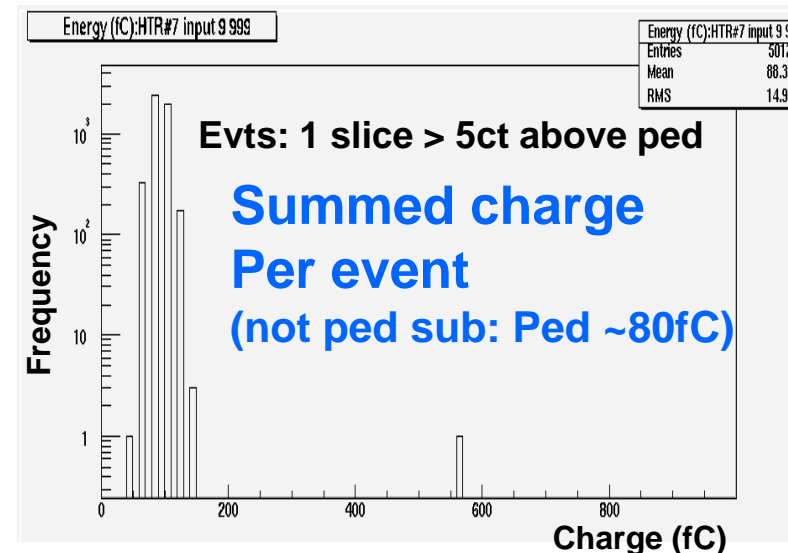 Energy (fC):HTR#7 input 9 999
Energy (fC):HTR#7 input 9 9
Entries 501
Mean 88.3
RMS 14.9
Evts: 1 slice > 5ct above ped
Summed charge
Per event
(not ped sub: Ped ~80fC)
Frequency
10³
10²
10
1
0 200 400 600 800
Charge (fC)